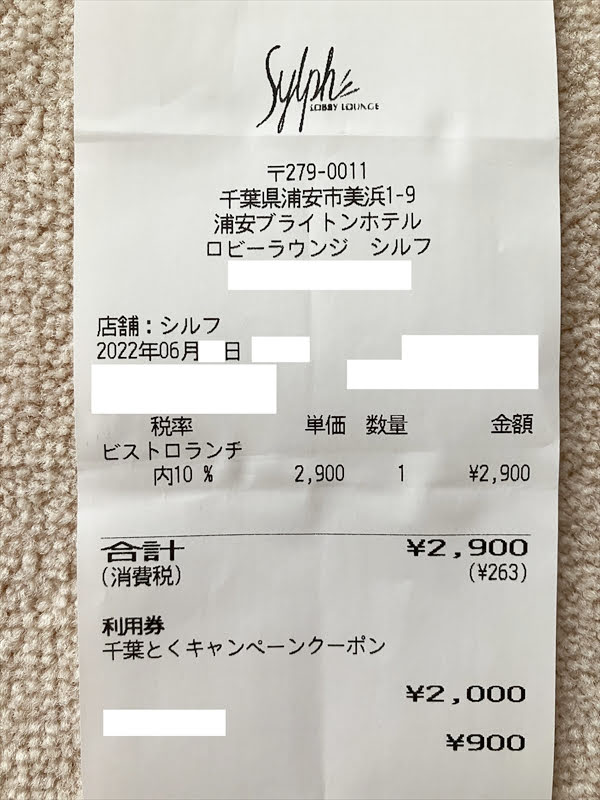 Sylph
LOBBY LOUNGE
〒279-0011
千葉県浦安市美浜1-9
浦安ブライトンホテル
ロビーラウンジ シルフ
店舗：シルフ
2022年06月 日
税率 単価 数量 金額
ビストロランチ
内10 % 2,900 1 ¥2,900
合計 ¥2,900
(消費税) (¥263)
利用券
千葉とくキャンペーンクーポン
¥2,000
¥900